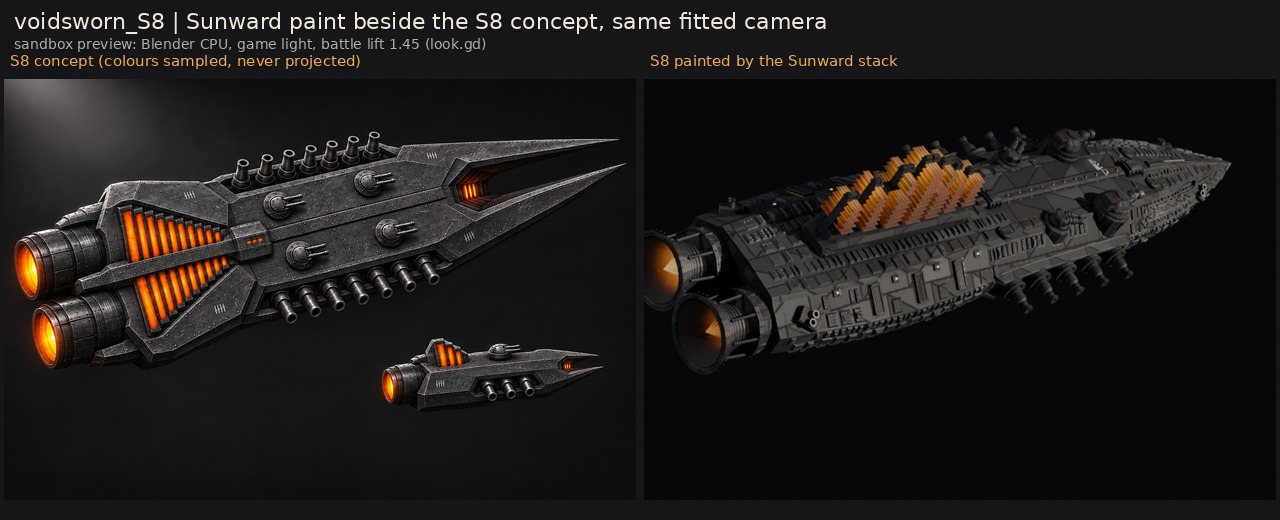 voidsworn_S8 | Sunward paint beside the S8 concept, same fitted camera
sandbox preview: Blender CPU, game light, battle lift 1.45 (look.gd)
S8 concept (colours sampled, never projected)
S8 painted by the Sunward stack